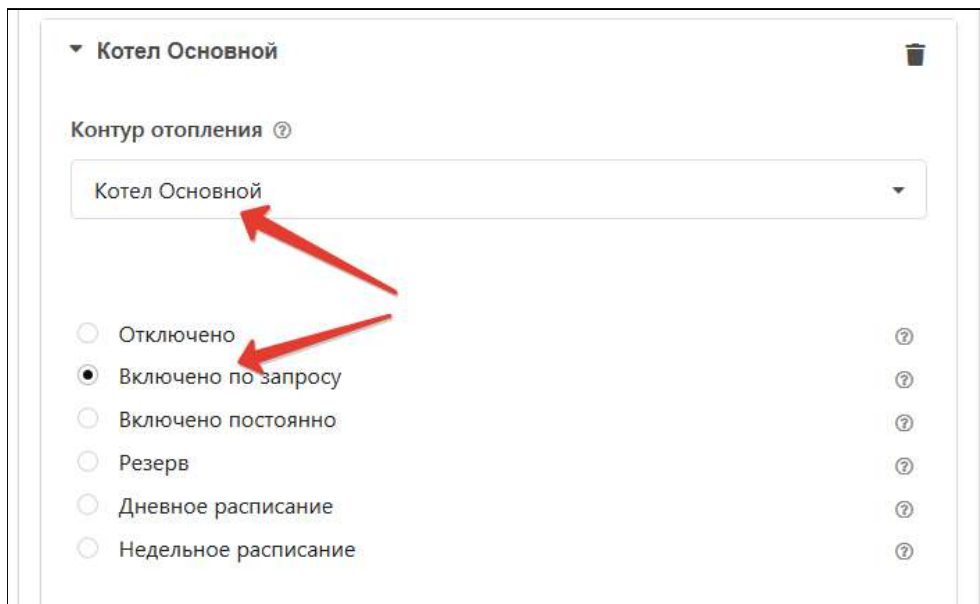 Котел Основной
Контур отопления
Котел Основной
Отключено
Включено по запросу
Включено постоянно
Резерв
Дневное расписание
Недельное расписание